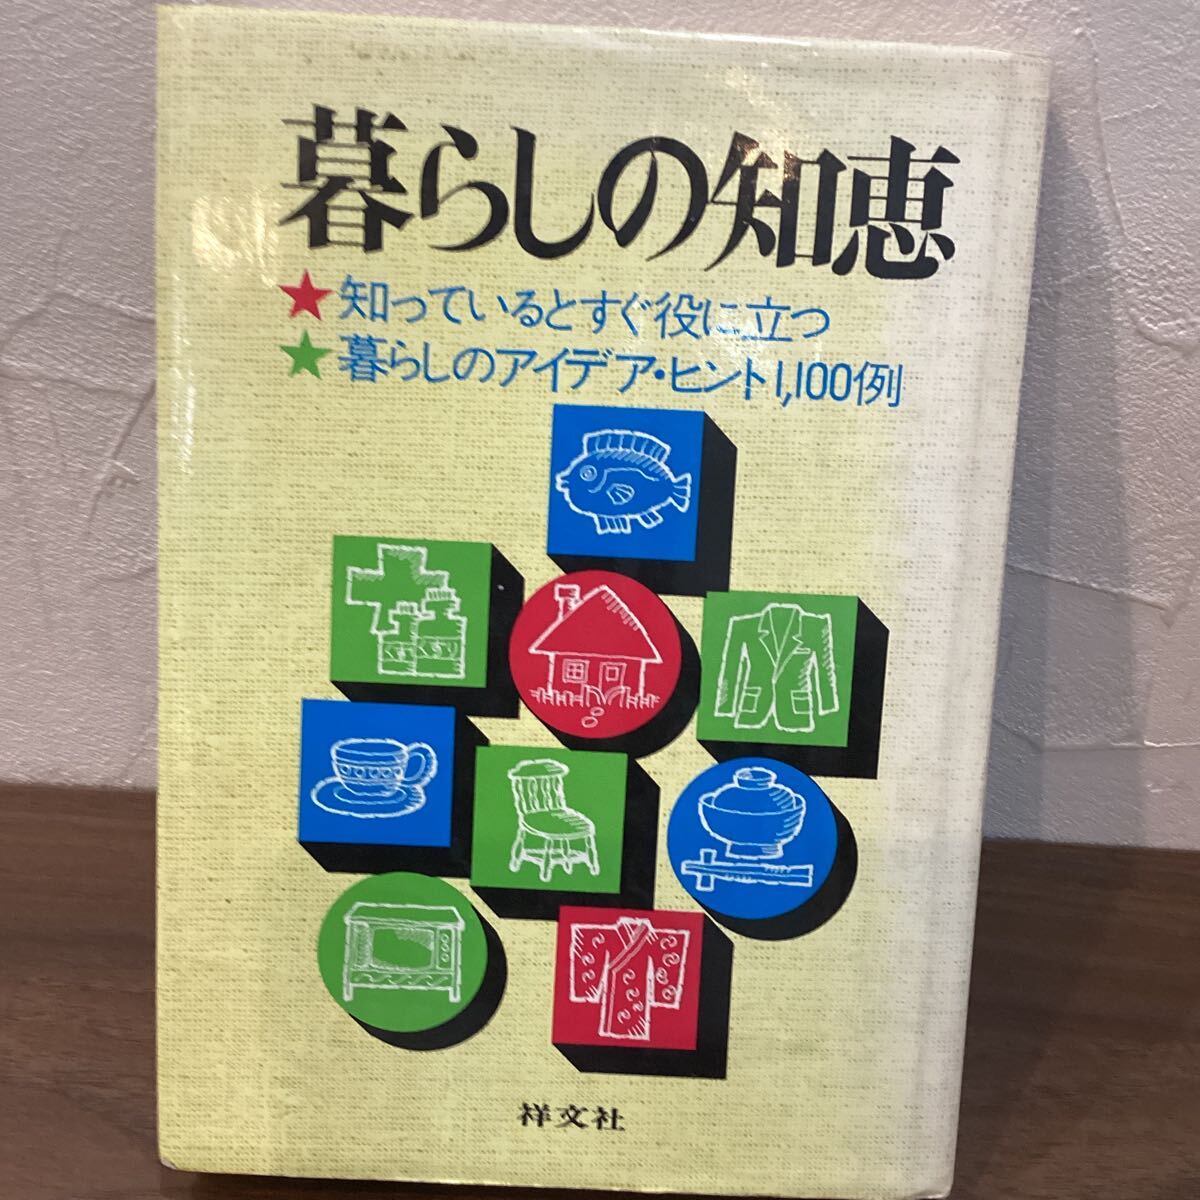 暮らしの知恵
★知っているとすぐ役に立つ
★暮らしのアイデア・ヒント1,100例
祥文社